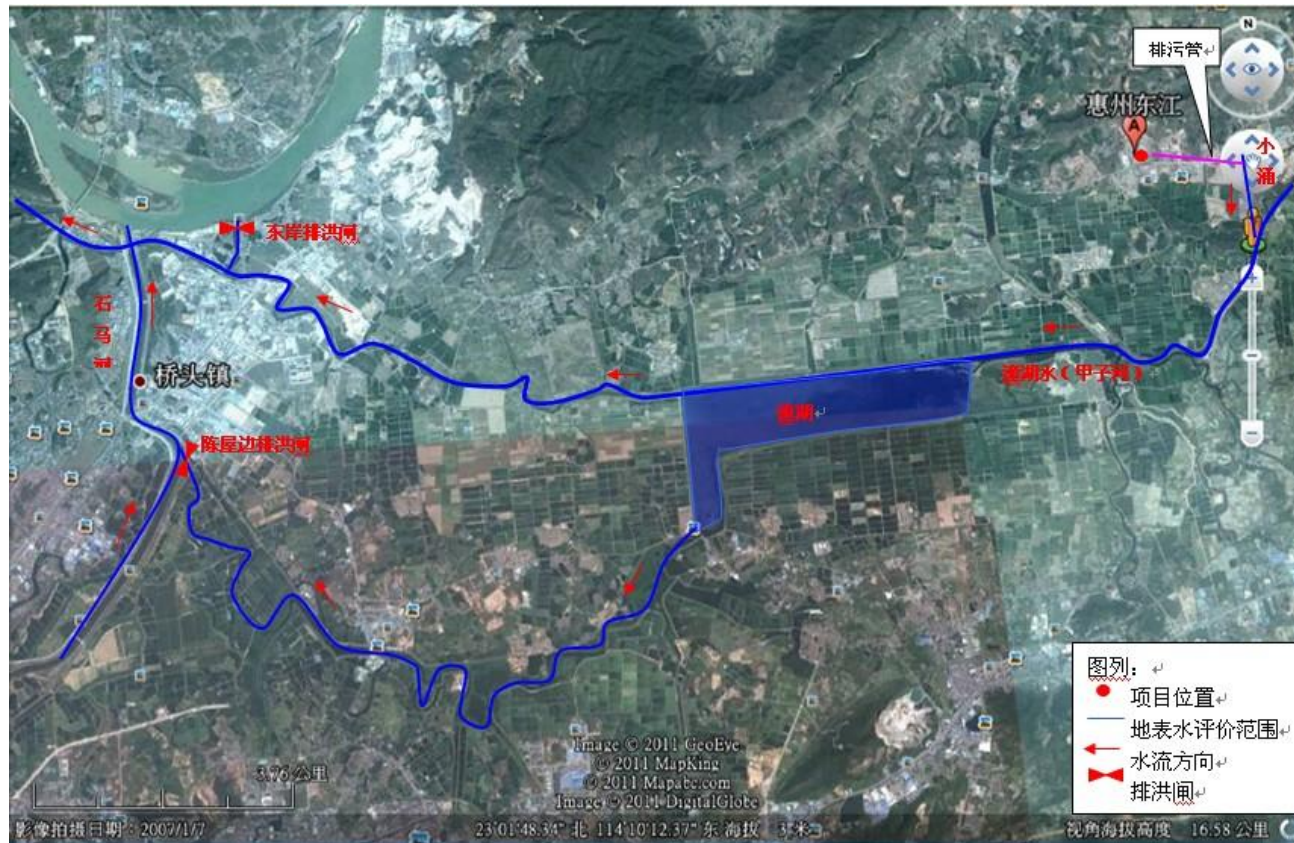 N
排污管
惠州东江
A
小涌
东岸排洪闸
石马河
桥头镇
陈屋边排洪闸
潼湖水（甲子河）
潼湖
图列：
项目位置
地表水评价范围
水流方向
排洪闸
3.76 公里
Image © 2011 GeoEye
© 2011 MapKing
© 2011 Mapabc.com
Image © 2011 DigitalGlobe
影像拍摄日期：2007/1/7
23°01'48.34" 北 114°10'12.37" 东 海拔 3 米
视角海拔高度 16.58 公里